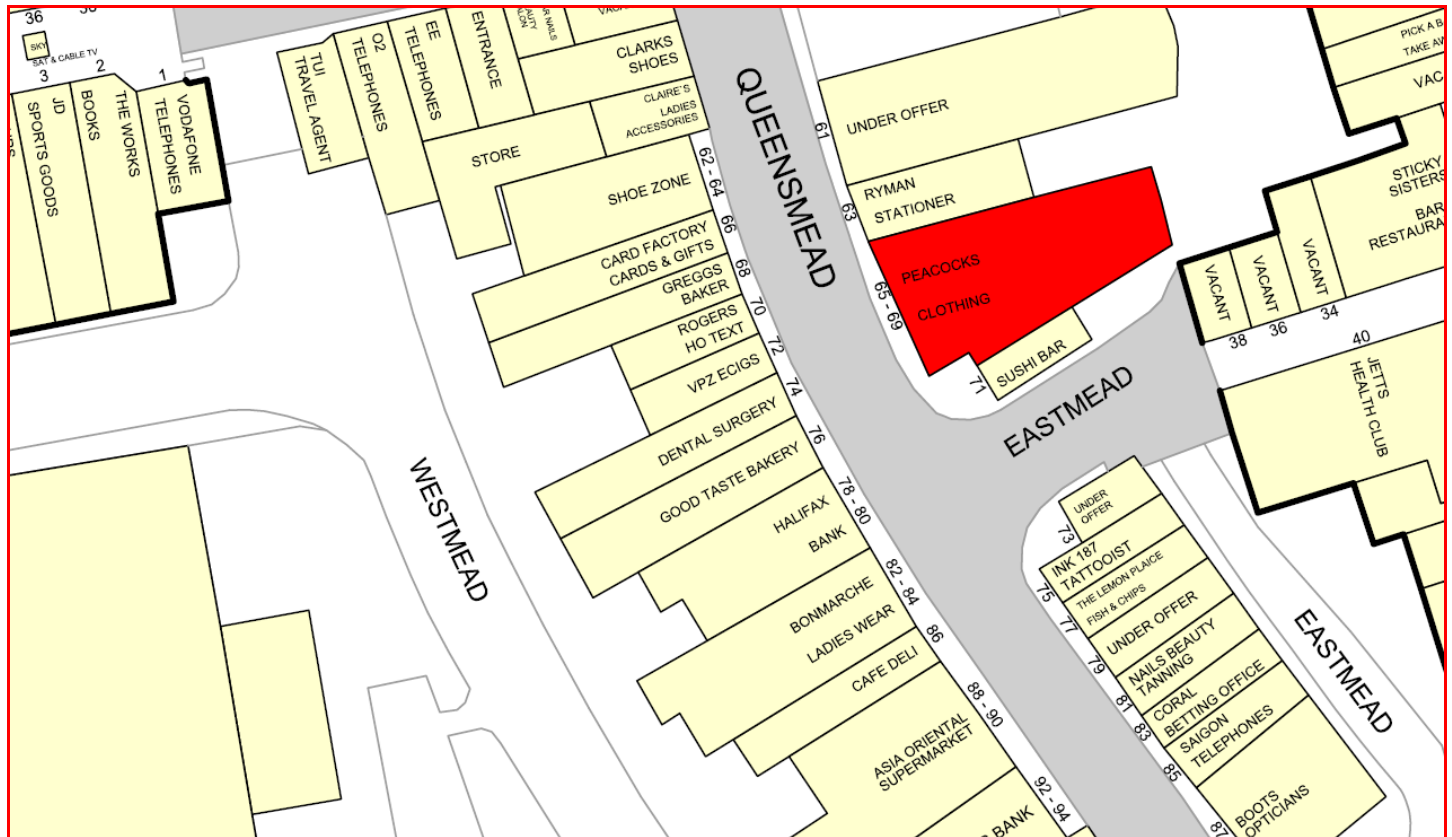 36
SKY
SAT & CABLE TV
3
2
1
JD
SPORTS GOODS
THE WORKS
BOOKS
VODAFONE
TELEPHONES
TUI
TRAVEL AGENT
O2
TELEPHONES
EE
TELEPHONES
ENTRANCE
CLARKS
SHOES
CLAIRE'S
LADIES
ACCESSORIES
STORE
SHOE ZONE
62 - 64
CARD FACTORY
CARDS & GIFTS
66
GREGGS
BAKER
68
ROGERS
HO TEXT
70
VPZ ECIGS
72
DENTAL SURGERY
74
GOOD TASTE BAKERY
76
HALIFAX
BANK
78 - 80
BONMARCHE
LADIES WEAR
82 - 84
CAFE DELI
86
ASIA ORIENTAL
SUPERMARKET
88 - 90
BANK
92 - 94
WESTMEAD
QUEENSMEAD
UNDER OFFER
61
RYMAN
STATIONER
63
PEACOCKS
CLOTHING
65 - 69
SUSHI BAR
71
EASTMEAD
PICK A B
TAKE AW
VAC
STICKY
SISTERS
BAR
RESTAURA
VACANT
VACANT
VACANT
38
36
34
40
JETTS
HEALTH CLUB
UNDER
OFFER
73
INK 187
TATTOOIST
75
THE LEMON PLAICE
FISH & CHIPS
77
UNDER OFFER
79
NAILS BEAUTY
TANNING
81
CORAL
BETTING OFFICE
83
SAIGON
TELEPHONES
85
BOOTS
OPTICIANS
87
EASTMEAD